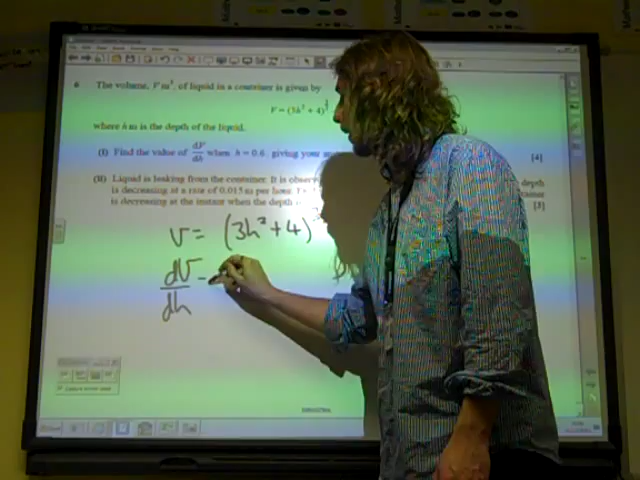 6 The volume, V m³, of liquid in a container is given by
V = (3h² + 4)^{3/2}
where h m is the depth of the liquid.
(I) Find the value of dV/dh when h = 0.6, giving your [4]
(II) Liquid is leaking from the container. It is depth
is decreasing at a rate of 0.015 m per hour.
is decreasing at the instant when the depth [3]
V = (3h² + 4)
dV/dh =